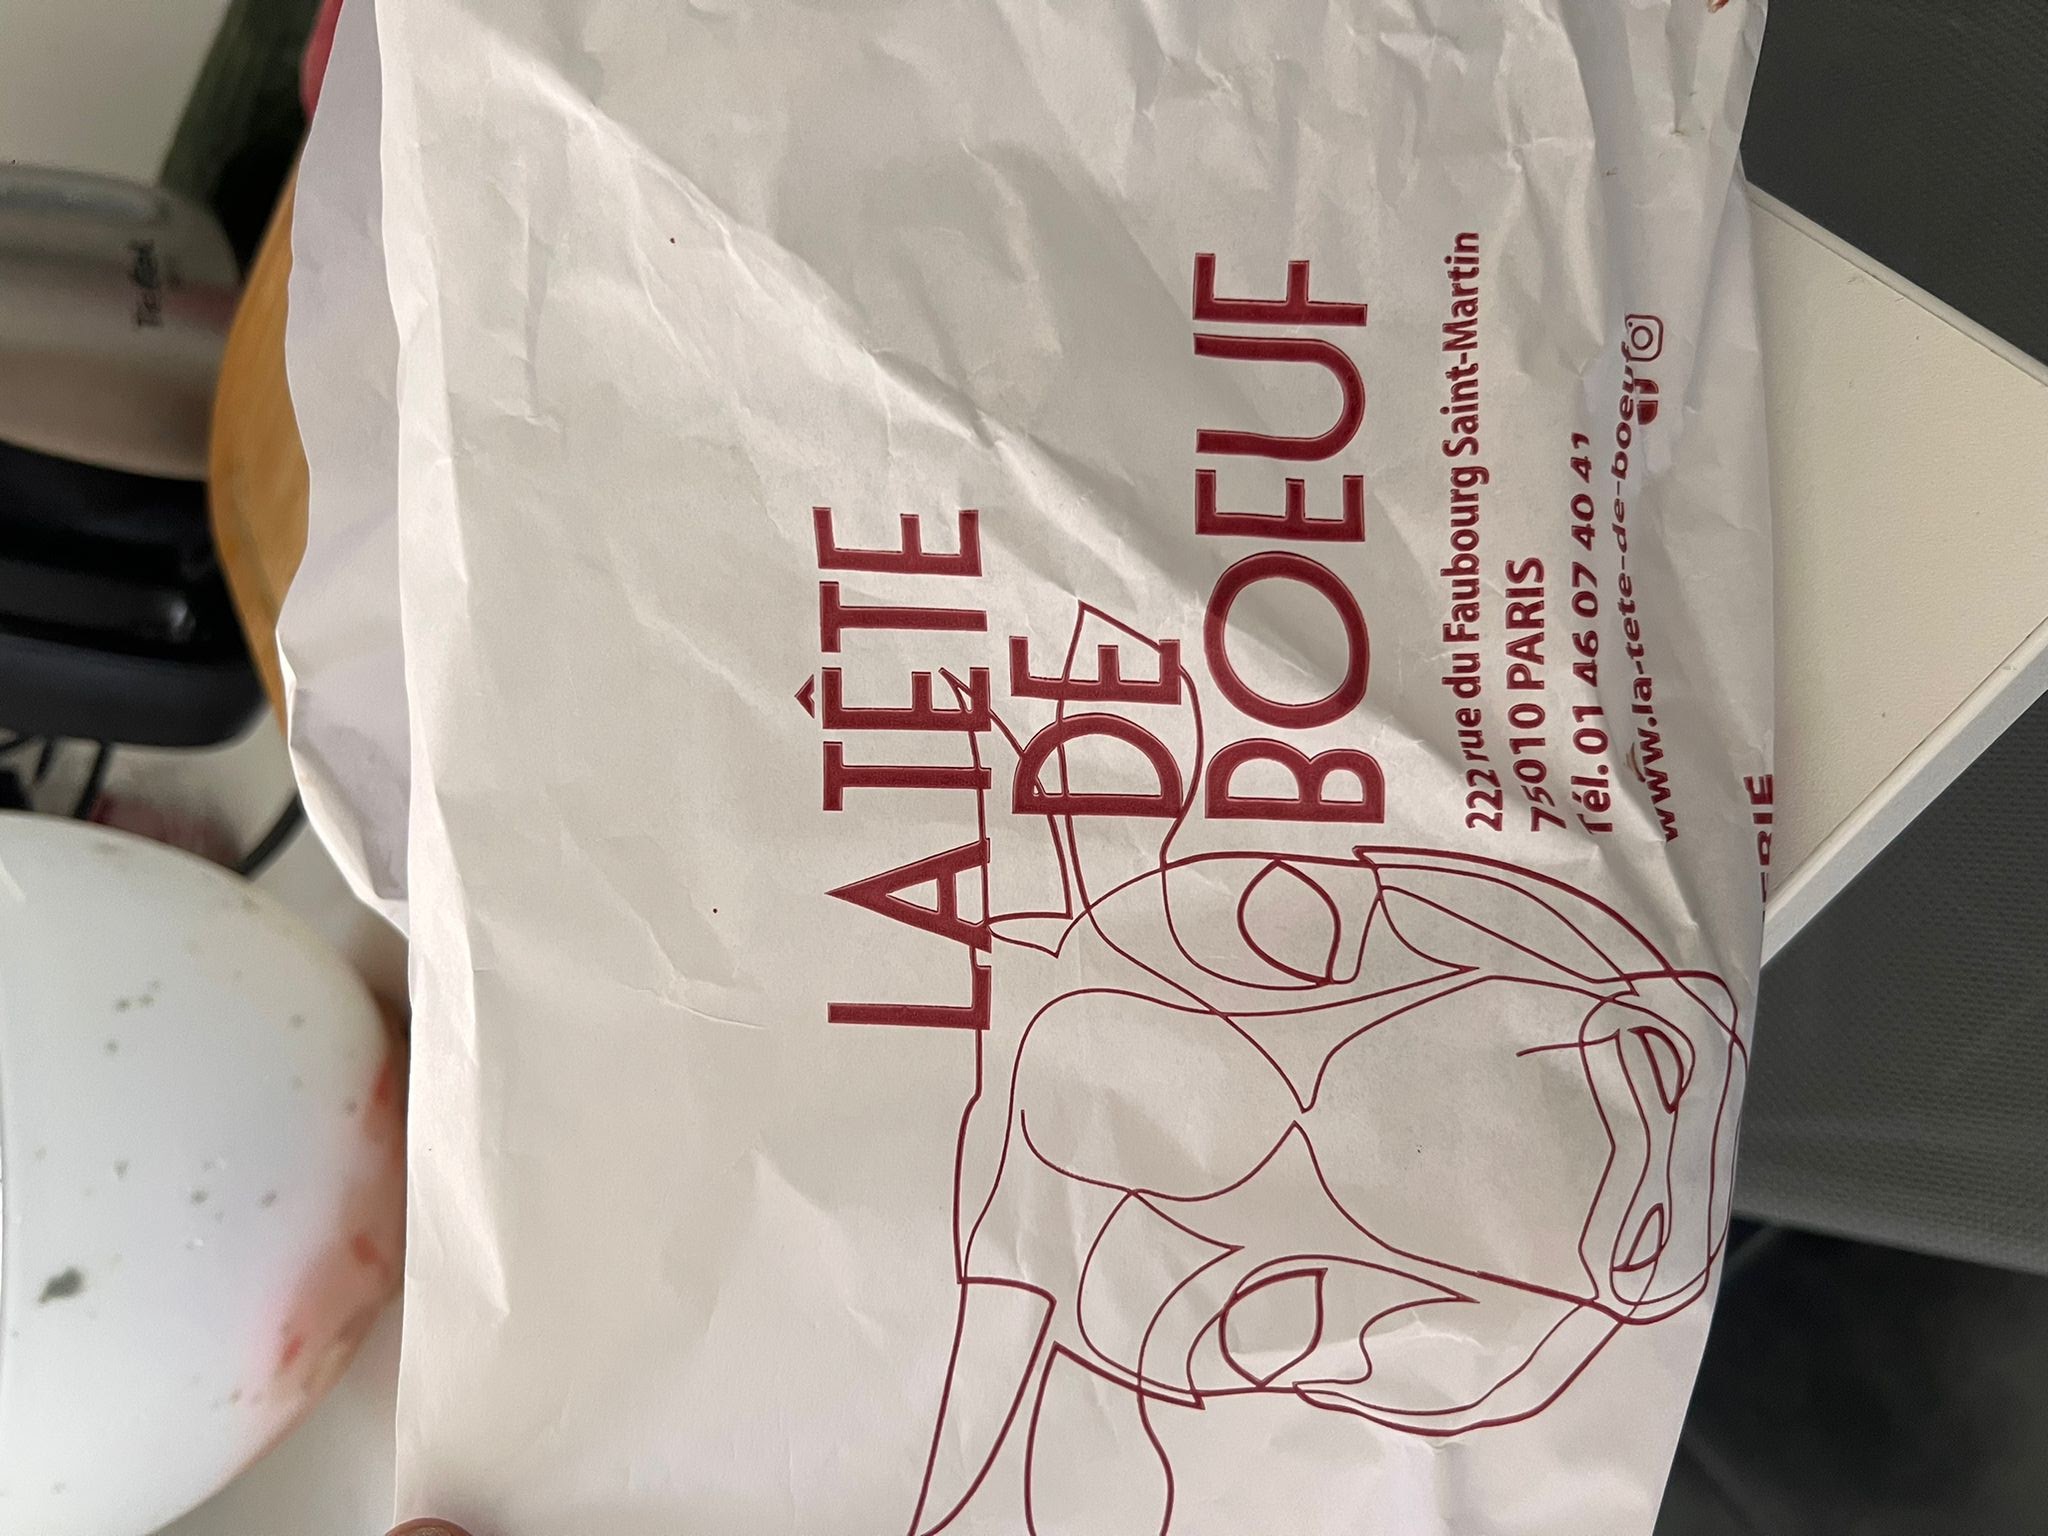 LA TÊTE
DE
BOEUF
222 rue du Faubourg Saint-Martin
75010 PARIS
Tél. 01 46 07 40 41
www.la-tete-de-boeuf
Tefal